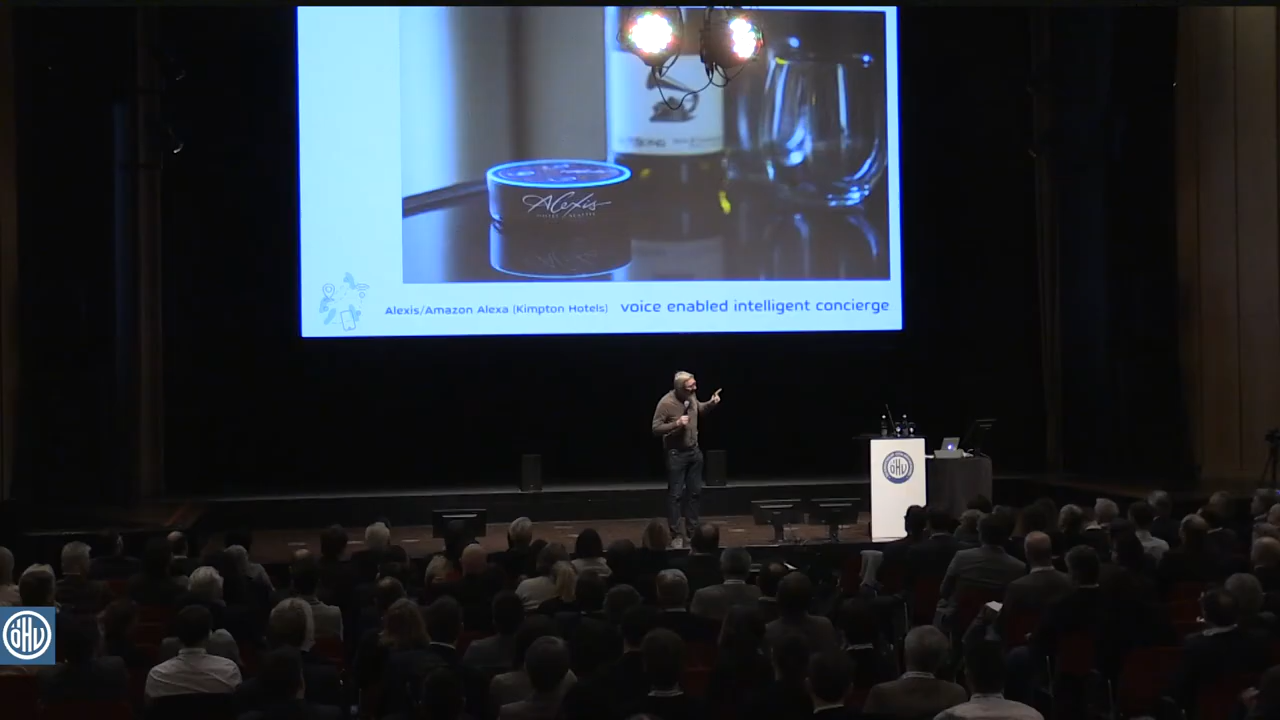 Alexis
Alexis/Amazon Alexa (Kimpton Hotels) voice enabled intelligent concierge
ÖHV
ÖHV